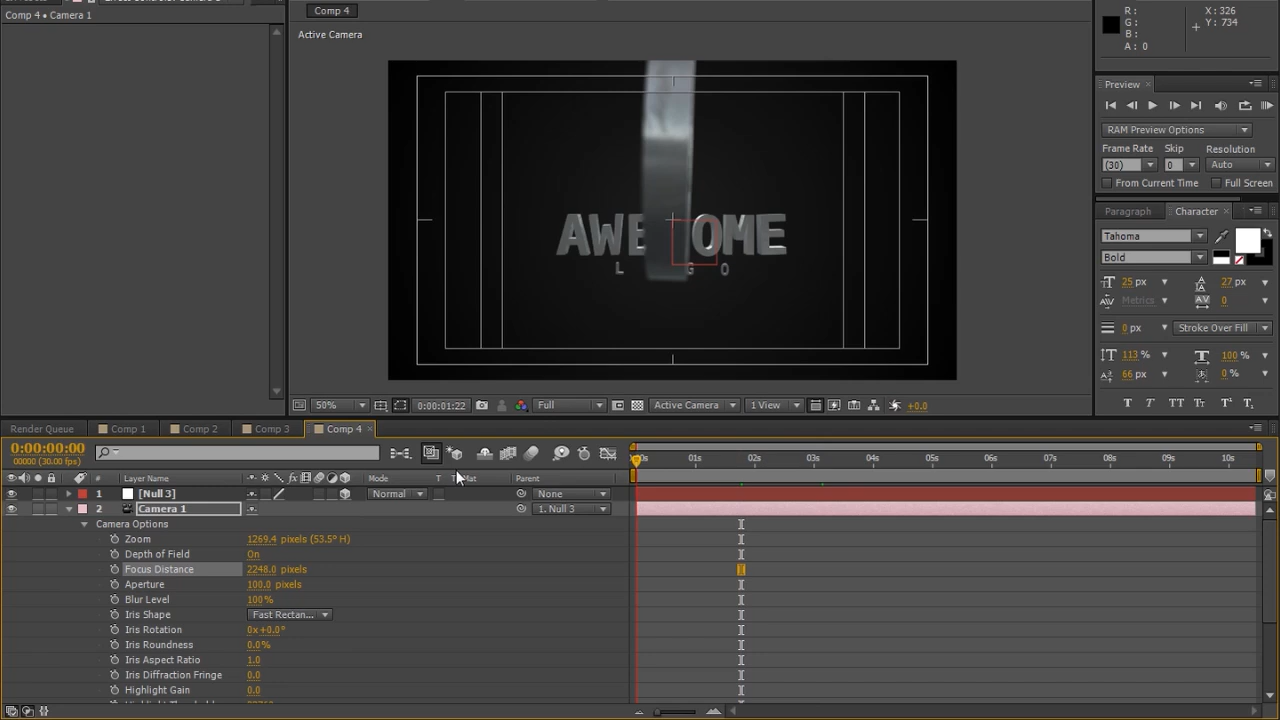 Comp 4 • Camera 1
Comp 4
Active Camera
AWE OME
L G O
R :
G :
B :
A : 0
X : 326
Y : 734
Preview
RAM Preview Options
Frame Rate Skip Resolution
(30) 0 Auto
From Current Time Full Screen
Paragraph Character
Tahoma
Bold
25 px 27 px
Metrics 0
0 px Stroke Over Fill
113 % 100 %
66 px 0 %
T T TT Tт T¹ T₁
50% 0:00:01:22 Full Active Camera 1 View +0.0
Render Queue Comp 1 Comp 2 Comp 3 Comp 4
0:00:00:00
00000 (30.00 fps)
01s 02s 03s 04s 05s 06s 07s 08s 09s 10s
# Layer Name Mode T Mat Parent
1 [Null 3] Normal None
2 Camera 1 1. Null 3
Camera Options
Zoom 1269.4 pixels (53.5° H)
Depth of Field On
Focus Distance 2248.0 pixels
Aperture 100.0 pixels
Blur Level 100%
Iris Shape Fast Rectan...
Iris Rotation 0x+0.0°
Iris Roundness 0.0%
Iris Aspect Ratio 1.0
Iris Diffraction Fringe 0.0
Highlight Gain 0.0